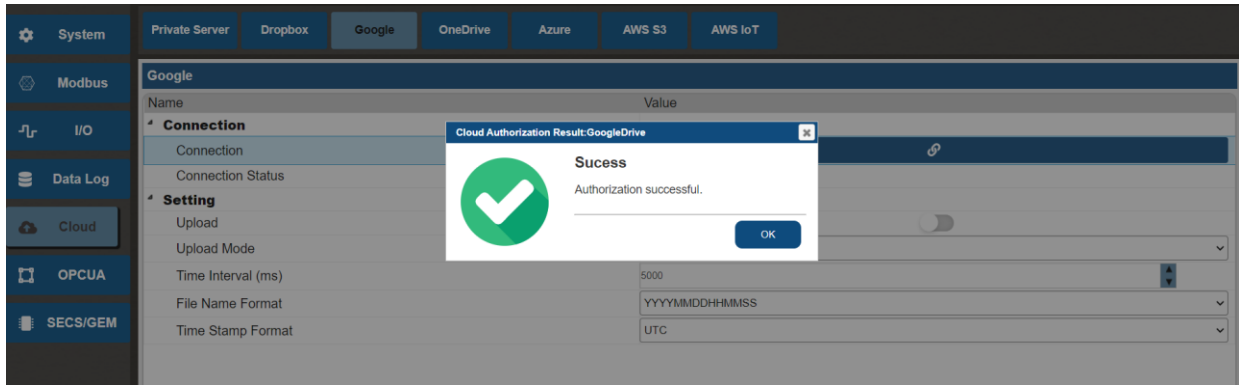 System
Modbus
I/O
Data Log
Cloud
OPCUA
SECS/GEM
Private Server Dropbox Google OneDrive Azure AWS S3 AWS IoT
Google
Name Value
Connection
Connection
Connection Status
Setting
Upload
Upload Mode
Time Interval (ms) 5000
File Name Format YYYYMMDDHHMMSS
Time Stamp Format UTC
Cloud Authorization Result:GoogleDrive
Sucess
Authorization successful.
OK